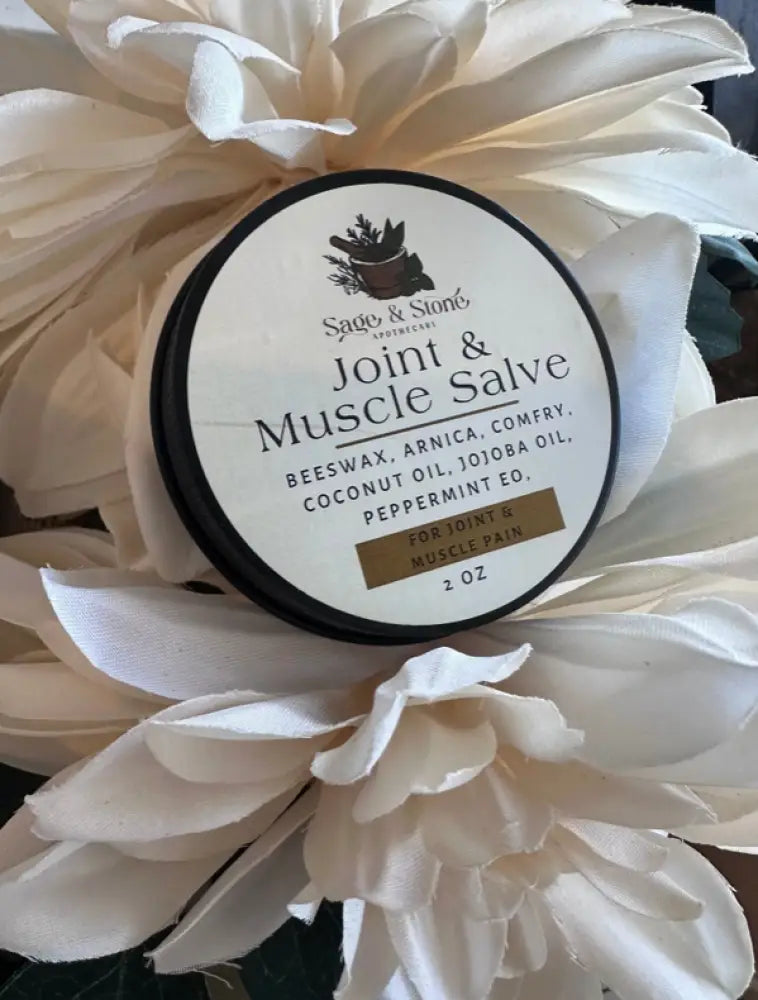 Sage & Stone
APOTHECARY
Joint &
Muscle Salve
BEESWAX, ARNICA, COMFRY,
COCONUT OIL, JOJOBA OIL,
PEPPERMINT EO,
FOR JOINT &
MUSCLE PAIN
2 OZ